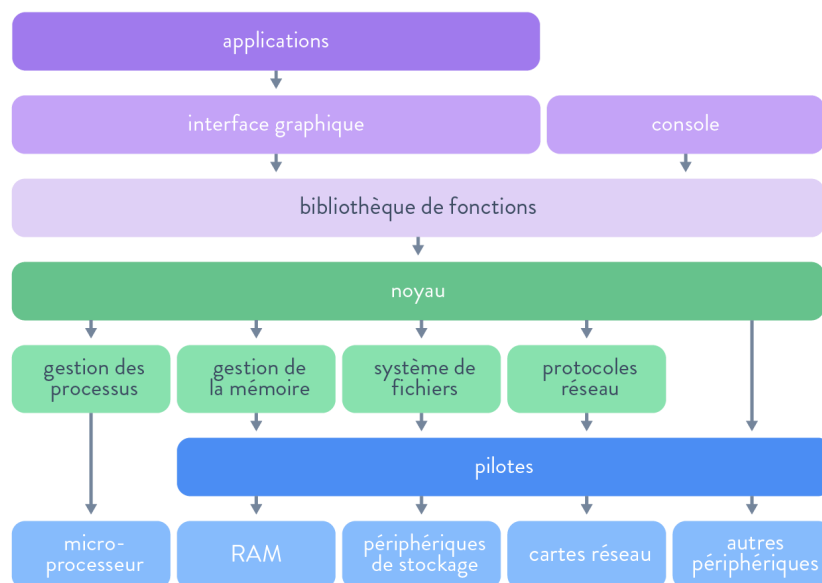 applications
interface graphique
console
bibliothèque de fonctions
noyau
gestion des
processus
gestion de
la mémoire
système de
fichiers
protocoles
réseau
pilotes
micro-
processeur
RAM
périphériques
de stockage
cartes réseau
autres
périphériques